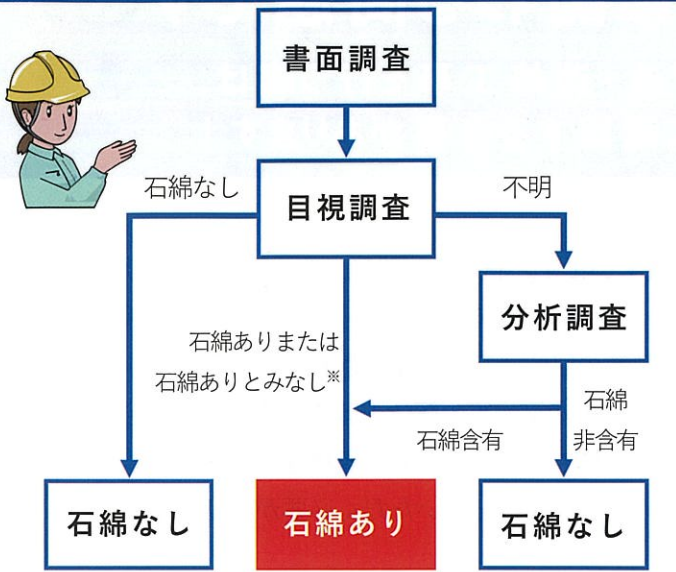 書面調査
石綿なし
目視調査
不明
分析調査
石綿ありまたは
石綿ありとみなし※
石綿含有
石綿
非含有
石綿なし
石綿あり
石綿なし